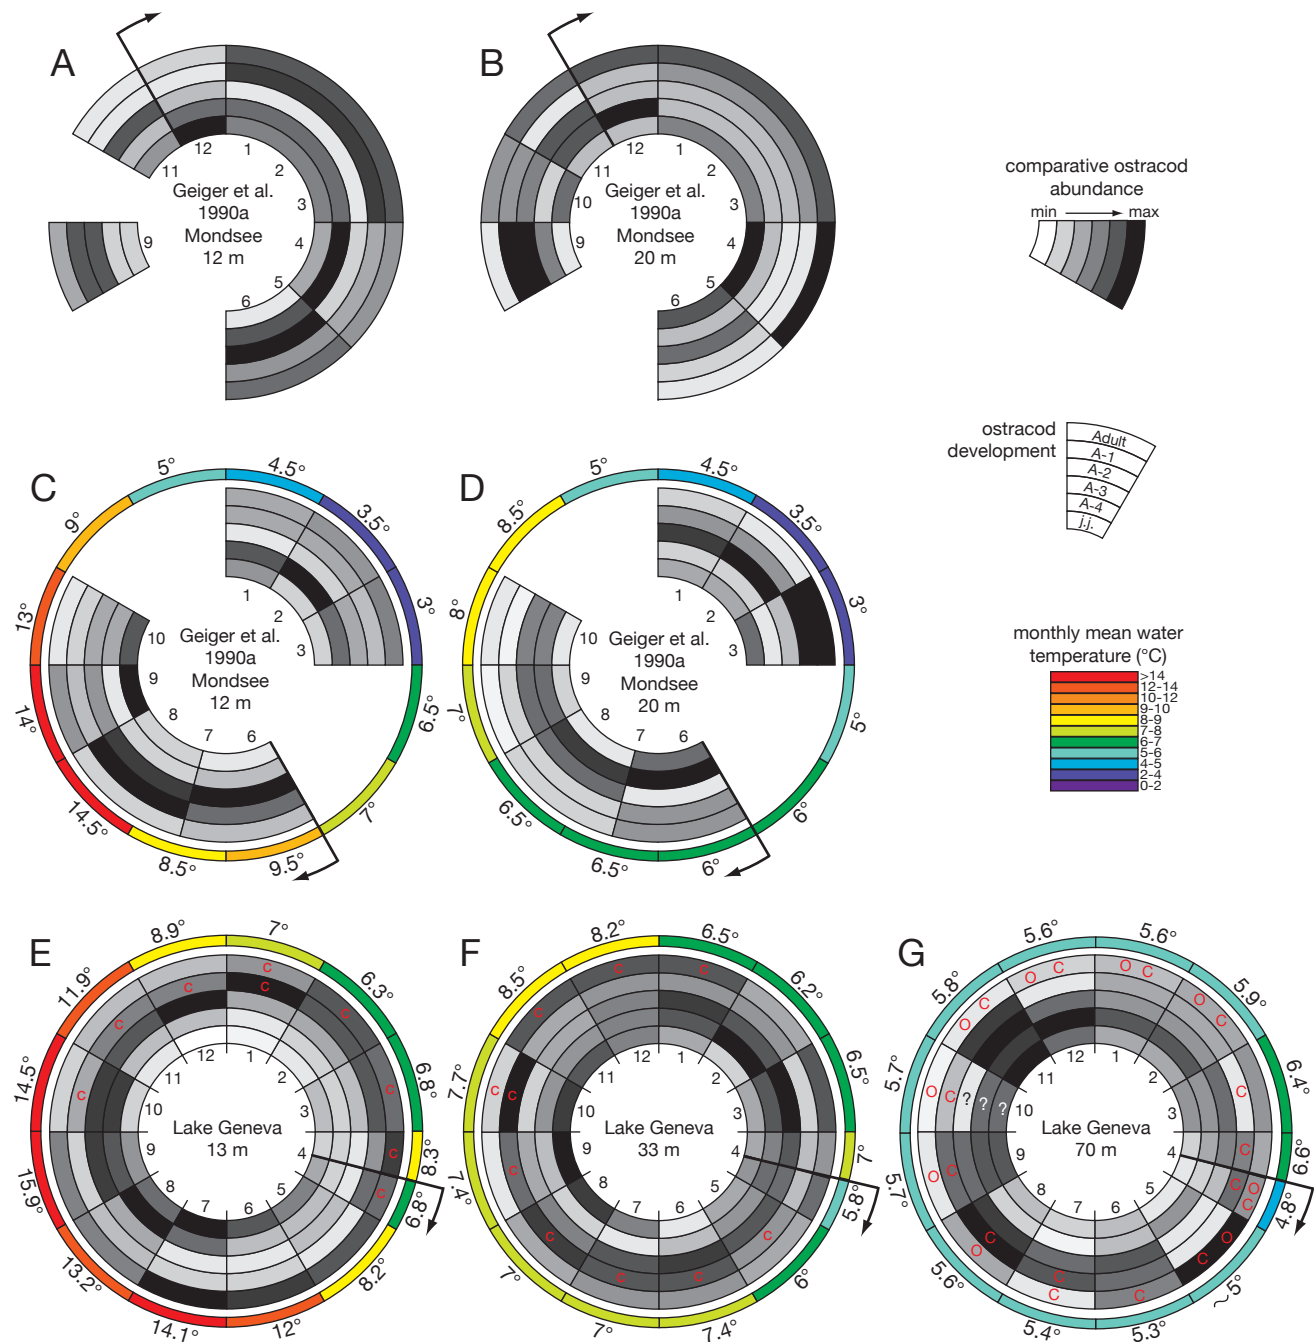 A
12
1
2
3
4
5
6
9
11
Geiger et al.
1990a
Mondsee
12 m
B
12
1
2
3
4
5
6
9
10
11
Geiger et al.
1990a
Mondsee
20 m
comparative ostracod
abundance
min
max
ostracod
development
Adult
A-1
A-2
A-3
A-4
j.j.
monthly mean water
temperature (°C)
>14
12-14
10-12
9-10
8-9
7-8
6-7
5-6
4-5
2-4
0-2
C
5°
4.5°
3.5°
3°
6.5°
7°
9.5°
8.5°
14.5°
14°
13°
9°
1
2
3
6
7
8
9
10
Geiger et al.
1990a
Mondsee
12 m
D
5°
4.5°
3.5°
3°
5°
6°
6°
6.5°
6.5°
7°
8°
8.5°
1
2
3
6
7
8
9
10
Geiger et al.
1990a
Mondsee
20 m
E
8.9°
7°
6.3°
6.8°
8.3°
6.8°
8.2°
12°
14.1°
13.2°
15.9°
14.5°
11.9°
12
1
2
3
4
5
6
7
8
9
10
11
C
C
C
C
C
C
C
C
C
C
Lake Geneva
13 m
F
8.2°
6.5°
6.2°
6.5°
7°
5.8°
6°
7.4°
7°
7°
7.4°
7.7°
8.5°
12
1
2
3
4
5
6
7
8
9
10
11
C
C
C
C
C
C
C
C
C
C
Lake Geneva
33 m
G
5.6°
5.6°
5.9°
6.4°
6.6°
4.8°
~5°
5.3°
5.4°
5.6°
5.7°
5.7°
5.8°
12
1
2
3
4
5
6
7
8
9
10
11
O C
O C
O
C
C
C
C
O
C
O
C
C
C
C
O
C
O C
O C
? ? ?
O
C
Lake Geneva
70 m